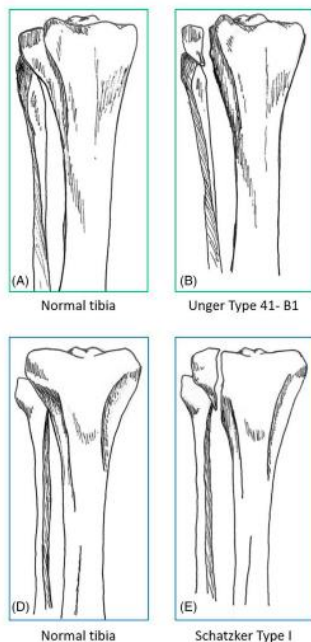 (A)
(B)
Normal tibia
Unger Type 41- B1
(D)
(E)
Normal tibia
Schatzker Type I